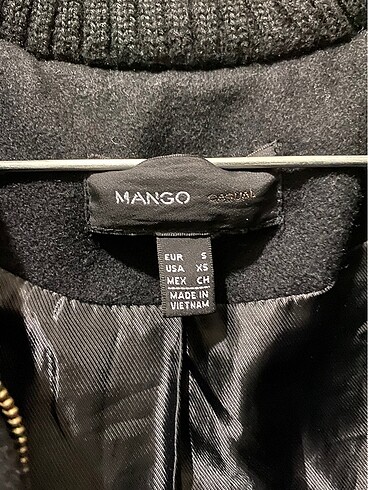 MANGO CASUAL
EUR S
USA XS
MEX CH
MADE IN
VIETNAM